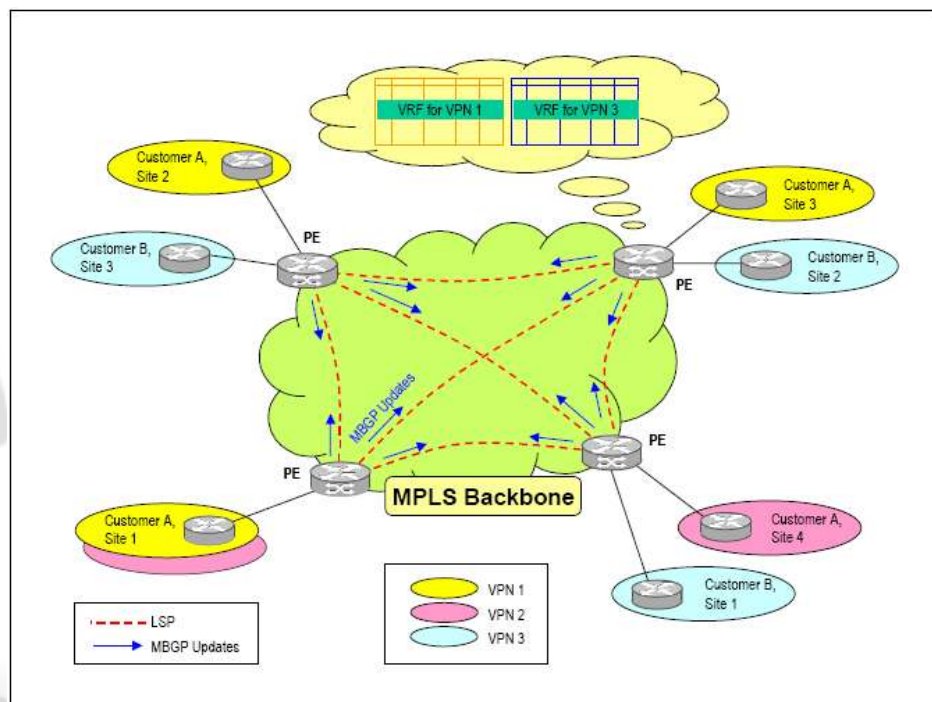 VRF for VPN 1
VRF for VPN 3
Customer A,
Site 2
Customer A,
Site 3
PE
Customer B,
Site 3
Customer B,
Site 2
PE
MBGP Updates
PE
PE
MPLS Backbone
Customer A,
Site 1
Customer A,
Site 4
Customer B,
Site 1
VPN 1
VPN 2
VPN 3
LSP
MBGP Updates